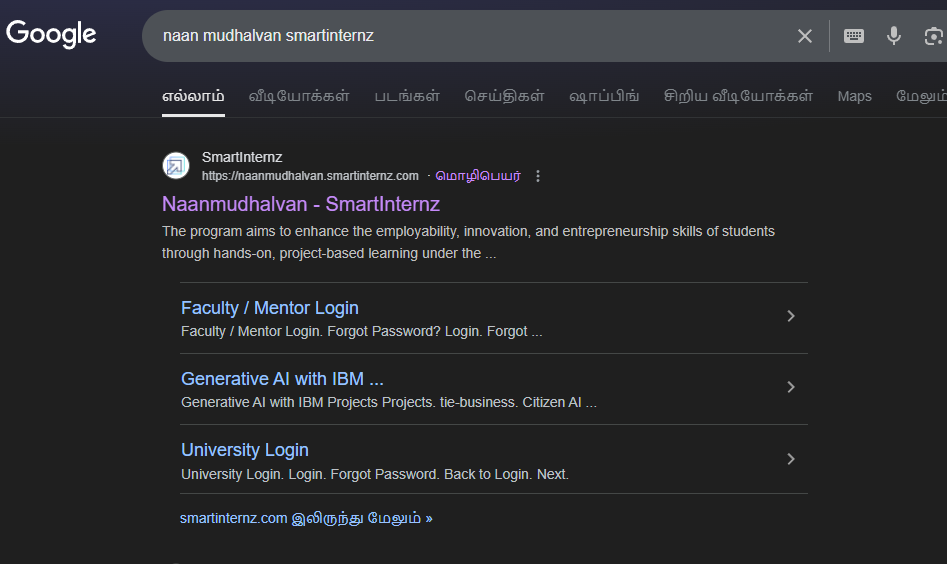 Google
naan mudhalvan smartinternz
எல்லாம் வீடியோக்கள் படங்கள் செய்திகள் ஷாப்பிங் சிறிய வீடியோக்கள் Maps மேலும்
SmartInternz
https://naanmudhalvan.smartinternz.com · மொழிபெயர்
Naanmudhalvan - SmartInternz
The program aims to enhance the employability, innovation, and entrepreneurship skills of students
through hands-on, project-based learning under the ...
Faculty / Mentor Login
Faculty / Mentor Login. Forgot Password? Login. Forgot ...
Generative AI with IBM ...
Generative AI with IBM Projects Projects. tie-business. Citizen AI ...
University Login
University Login. Login. Forgot Password. Back to Login. Next.
smartinternz.com இலிருந்து மேலும் »